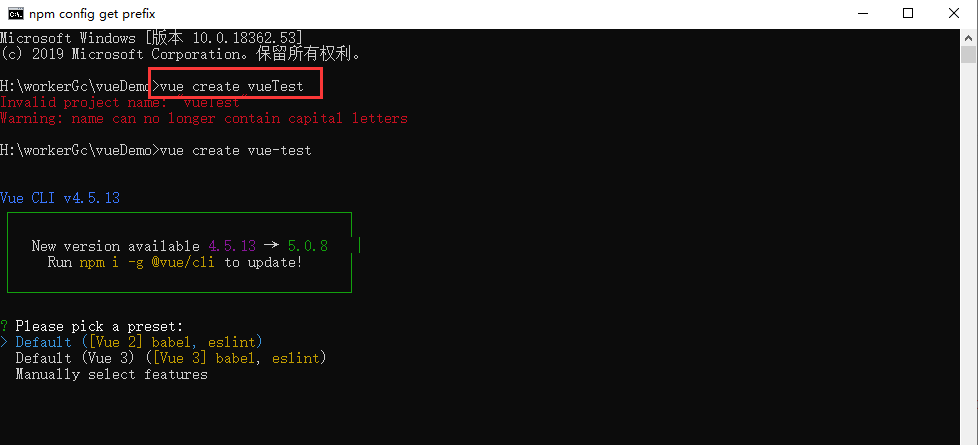 npm config get prefix
Microsoft Windows [版本 10.0.18362.53]
(c) 2019 Microsoft Corporation。保留所有权利。
H:\workerGc\vueDemo>vue create vueTest
Invalid project name: "vueTest"
Warning: name can no longer contain capital letters
H:\workerGc\vueDemo>vue create vue-test
Vue CLI v4.5.13
New version available 4.5.13 → 5.0.8
Run npm i -g @vue/cli to update!
? Please pick a preset:
> Default ([Vue 2] babel, eslint)
Default (Vue 3) ([Vue 3] babel, eslint)
Manually select features